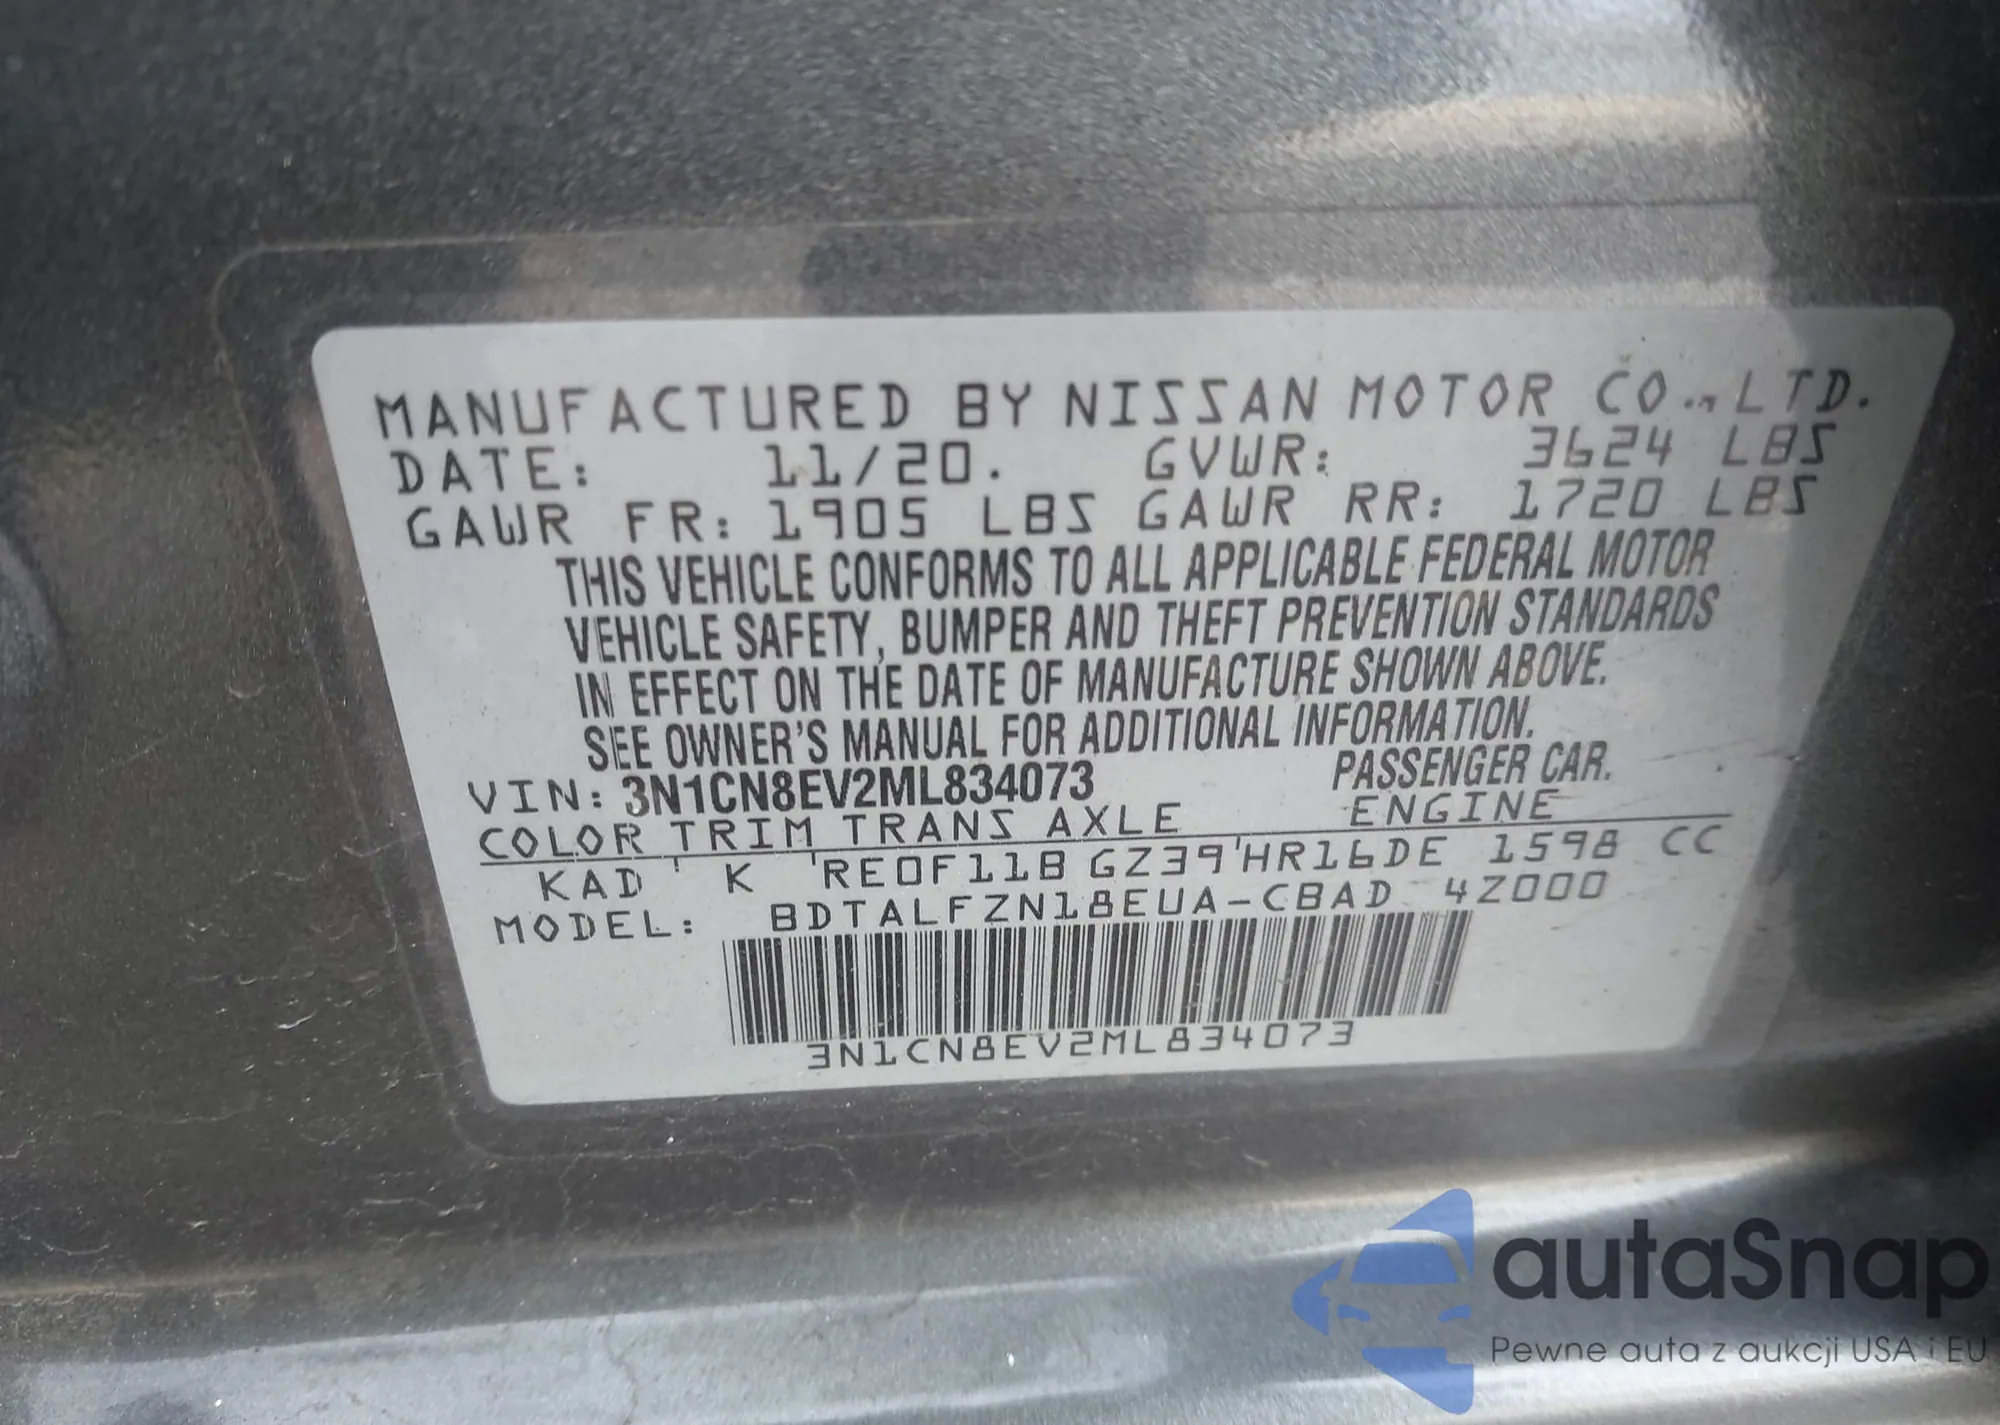 MANUFACTURED BY NISSAN MOTOR CO., LTD.
DATE: 11/20. GVWR: 3624 LBS
GAWR FR: 1905 LBS GAWR RR: 1720 LBS
THIS VEHICLE CONFORMS TO ALL APPLICABLE FEDERAL MOTOR
VEHICLE SAFETY, BUMPER AND THEFT PREVENTION STANDARDS
IN EFFECT ON THE DATE OF MANUFACTURE SHOWN ABOVE.
SEE OWNER'S MANUAL FOR ADDITIONAL INFORMATION.
VIN: 3N1CN8EV2ML834073 PASSENGER CAR.
COLOR TRIM TRANS AXLE ENGINE
KAD K RE0F11B GZ39 HR16DE 1598 CC
MODEL: BDTALFZN18EUA-CBAD 4Z000
3N1CN8EV2ML834073
autaSnap
Pewne auta z aukcji USA i EU